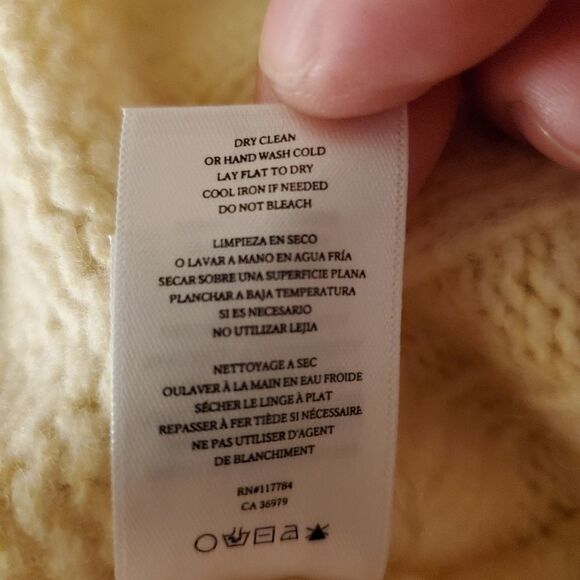 DRY CLEAN
OR HAND WASH COLD
LAY FLAT TO DRY
COOL IRON IF NEEDED
DO NOT BLEACH
LIMPIEZA EN SECO
O LAVAR A MANO EN AGUA FRÍA
SECAR SOBRE UNA SUPERFICIE PLANA
PLANCHAR A BAJA TEMPERATURA
SI ES NECESARIO
NO UTILIZAR LEJIA
NETTOYAGE A SEC
OULAVER À LA MAIN EN EAU FROIDE
SÉCHER LE LINGE À PLAT
REPASSER À FER TIÈDE SI NÉCESSAIRE
NE PAS UTILISER D'AGENT
DE BLANCHIMENT
RN#117784
CA 36979